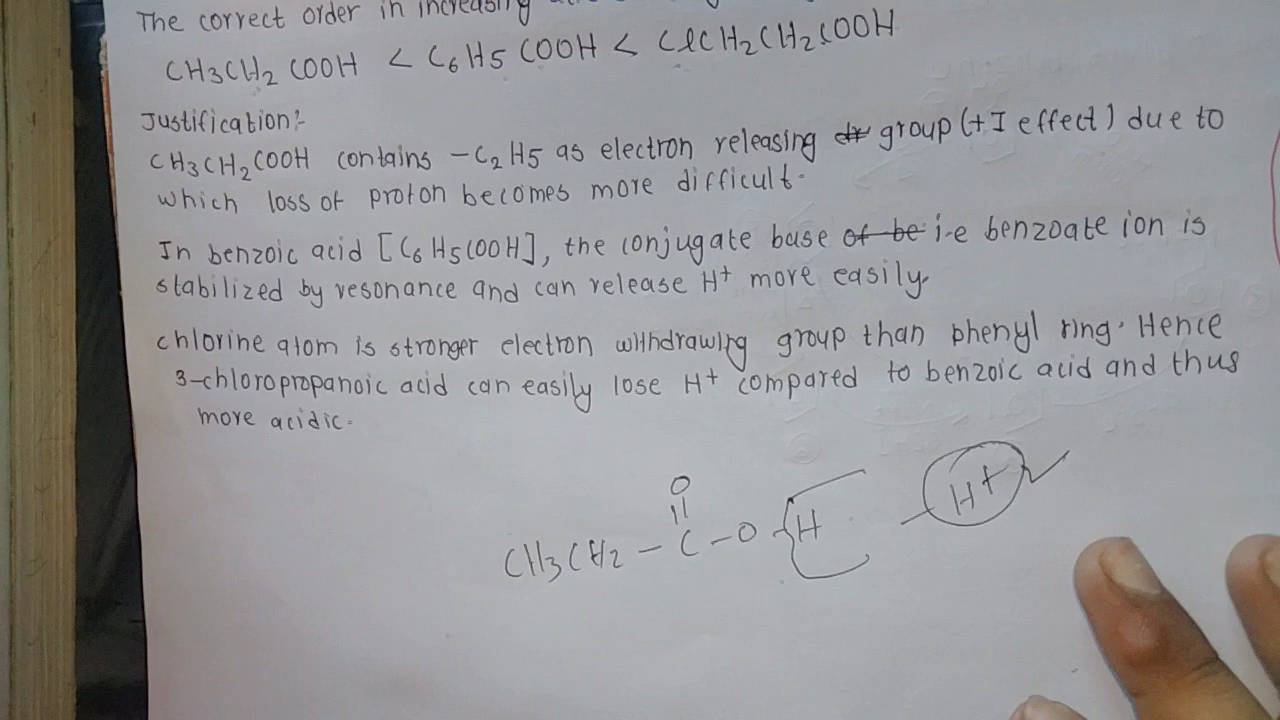 The correct order in increasing
CH3CH2COOH < C6H5COOH < ClCH2CH2COOH
Justification:-
CH3CH2COOH contains -C2H5 as electron releasing group (+I effect) due to
which loss of proton becomes more difficult.
In benzoic acid [C6H5COOH], the conjugate base of be i.e benzoate ion is
stabilized by resonance and can release H+ more easily.
chlorine atom is stronger electron withdrawing group than phenyl ring. Hence
3-chloropropanoic acid can easily lose H+ compared to benzoic acid and thus
more acidic.
O
CH3CH2-C-O H H+